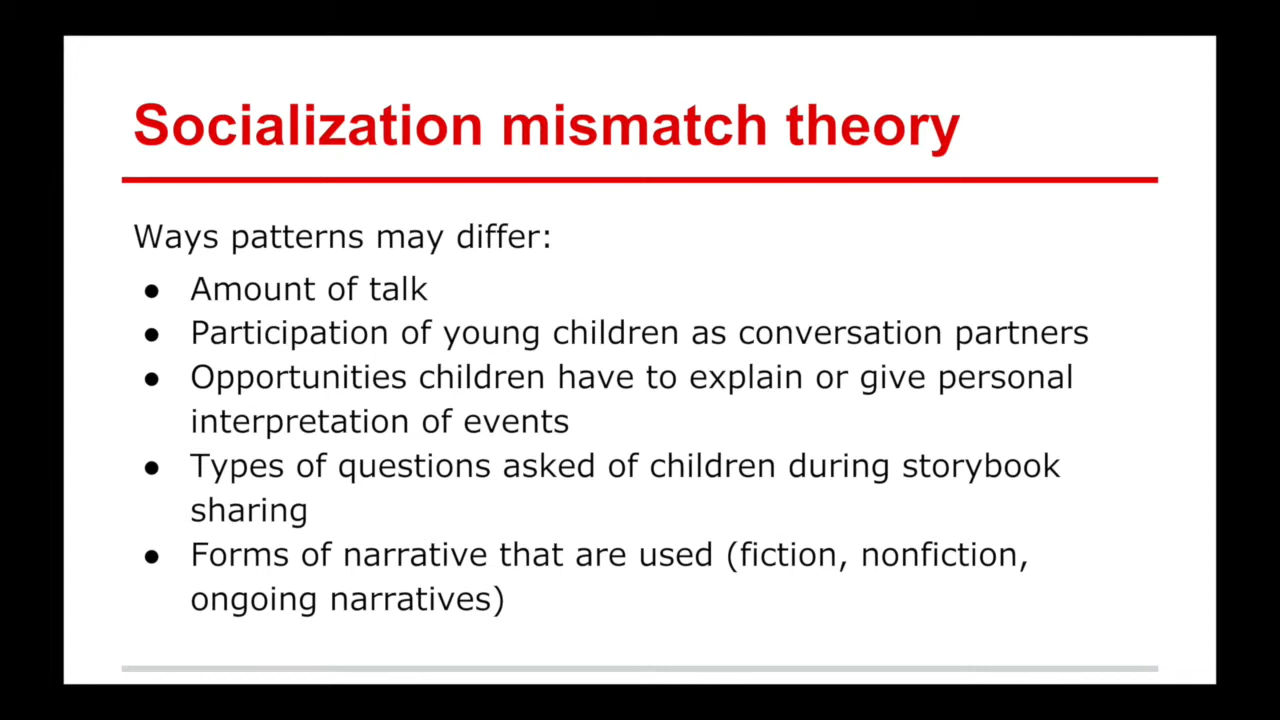 Socialization mismatch theory
Ways patterns may differ:
● Amount of talk
● Participation of young children as conversation partners
● Opportunities children have to explain or give personal
interpretation of events
● Types of questions asked of children during storybook
sharing
● Forms of narrative that are used (fiction, nonfiction,
ongoing narratives)